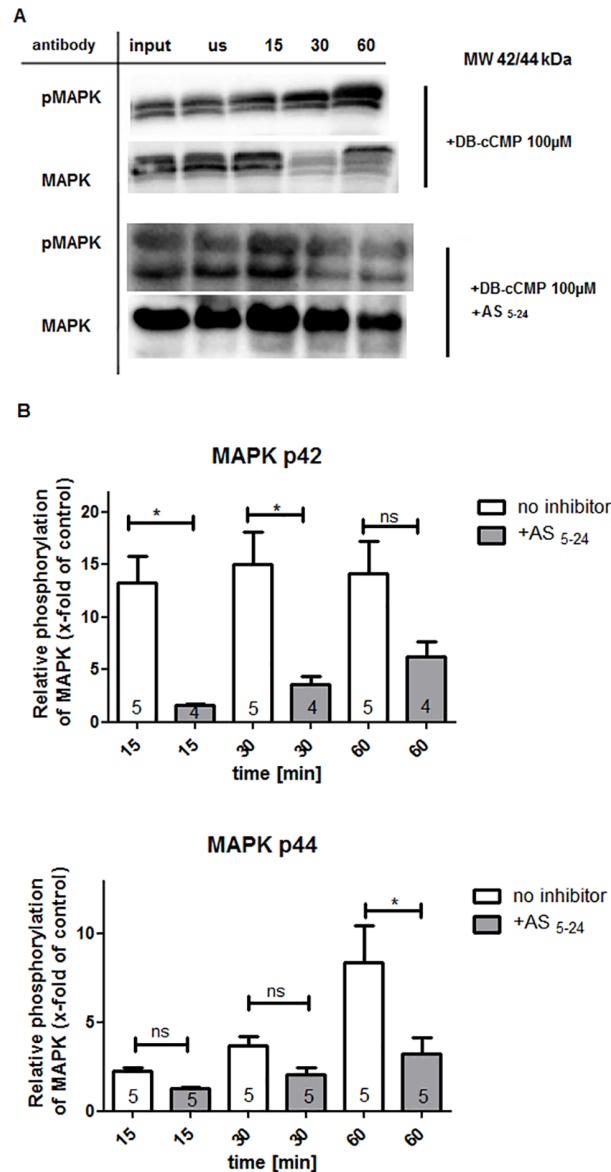 A
antibody input us 15 30 60 MW 42/44 kDa
pMAPK
+DB-cCMP 100µM
MAPK
pMAPK
+DB-cCMP 100µM
+AS 5-24
MAPK
B
MAPK p42
Relative phosphorylation
of MAPK (x-fold of control)
20
15
10
5
0
* * ns
no inhibitor
+AS 5-24
5 4 5 4 5 4
15 15 30 30 60 60
time [min]
MAPK p44
Relative phosphorylation
of MAPK (x-fold of control)
10
5
0
ns ns *
no inhibitor
+AS 5-24
5 5 5 5 5 5
15 15 30 30 60 60
time [min]